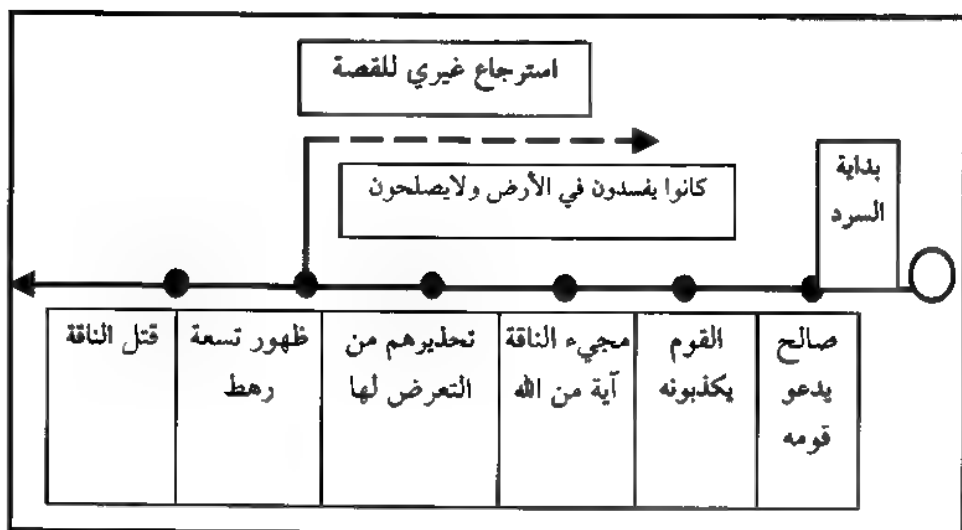 استرجاع غيري للقصة
بداية
السرد
كانوا يفسدون في الأرض ولايصلحون
صالح
يدعو
قومه
القوم
يكذبونه
مجيء الناقة
آية من الله
تحذيرهم من
التعرض لها
ظهور تسعة
رهط
قتل الناقة